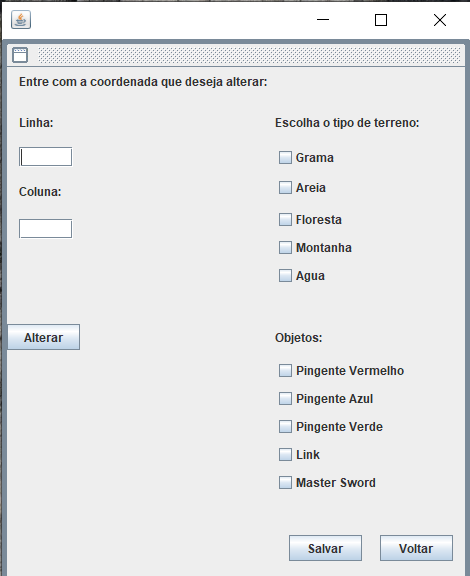 Entre com a coordenada que deseja alterar:
Linha:
Coluna:
Alterar
Escolha o tipo de terreno:
Grama
Areia
Floresta
Montanha
Agua
Objetos:
Pingente Vermelho
Pingente Azul
Pingente Verde
Link
Master Sword
Salvar
Voltar